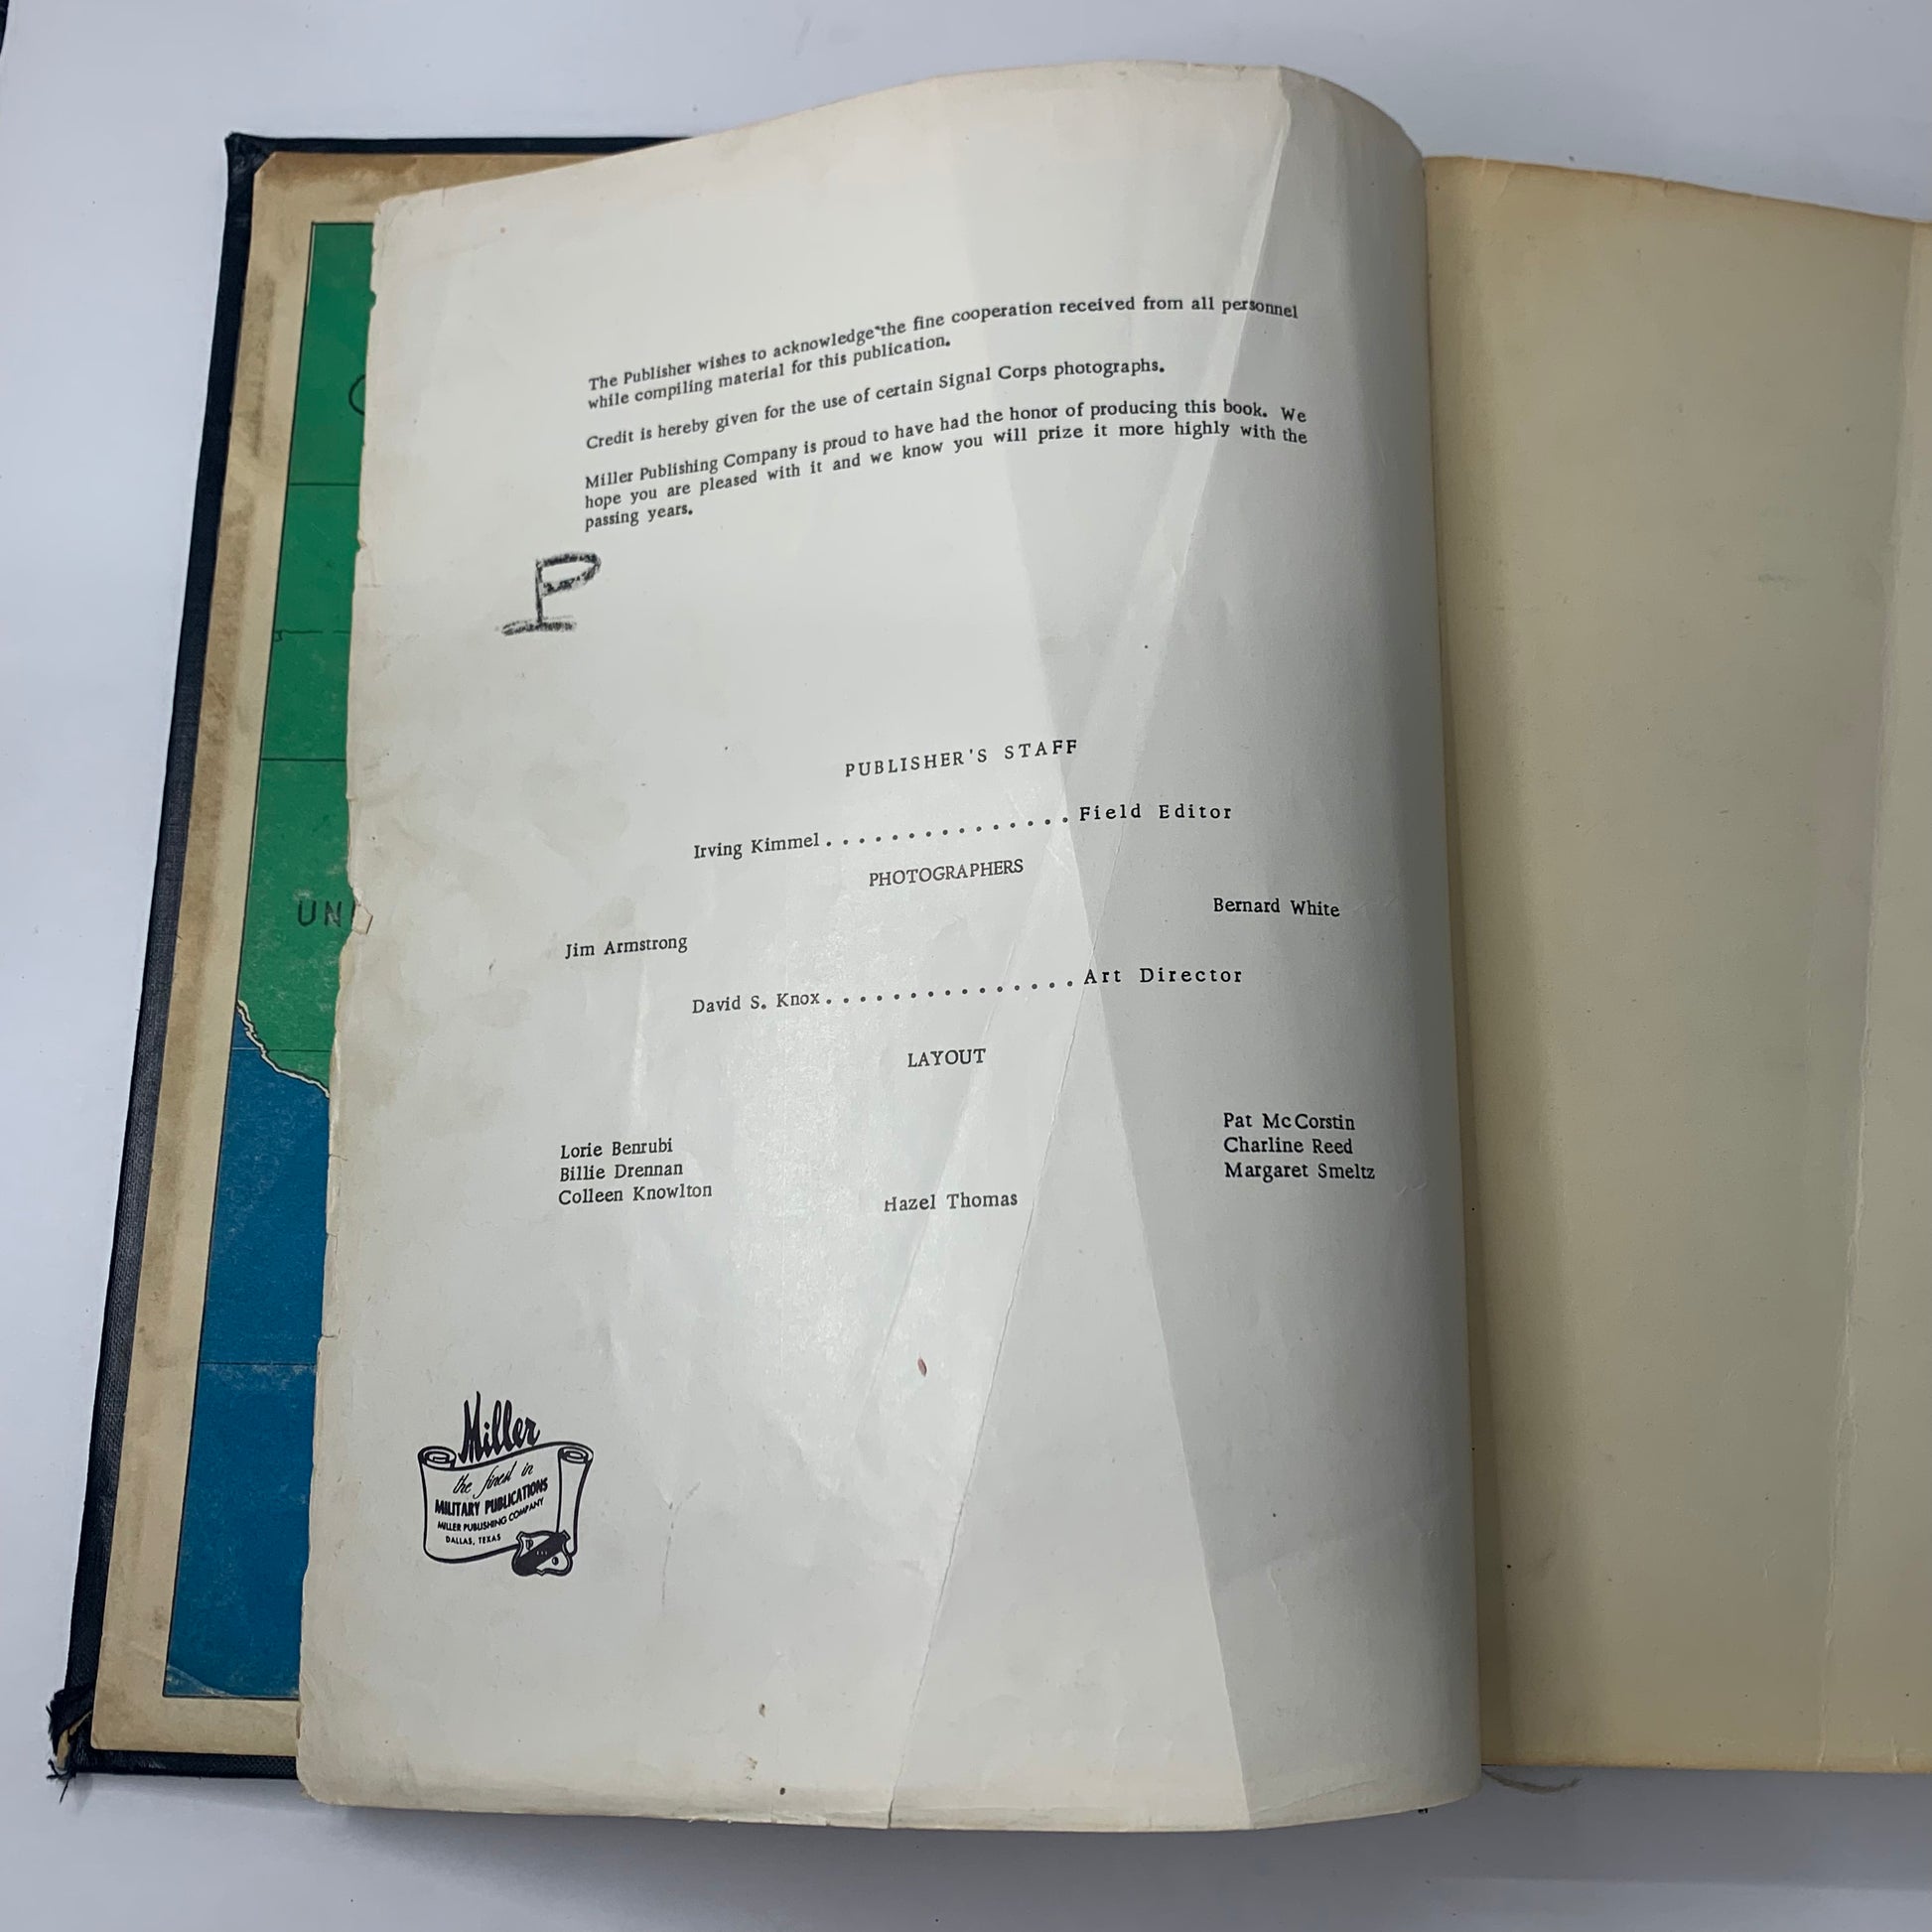 The Publisher wishes to acknowledge the fine cooperation received from all personnel
while compiling material for this publication.
Credit is hereby given for the use of certain Signal Corps photographs.
Miller Publishing Company is proud to have had the honor of producing this book. We
hope you are pleased with it and we know you will prize it more highly with the
passing years.
P
PUBLISHER'S STAFF
Irving Kimmel . . . . . . . . . . . . . . . Field Editor
PHOTOGRAPHERS
Jim Armstrong Bernard White
David S. Knox . . . . . . . . . . . . . . . Art Director
LAYOUT
Lorie Benrubi Pat McCorstin
Billie Drennan Charline Reed
Colleen Knowlton Margaret Smeltz
Hazel Thomas
Miller
the finest in
MILITARY PUBLICATIONS
MILLER PUBLISHING COMPANY
DALLAS, TEXAS
UN